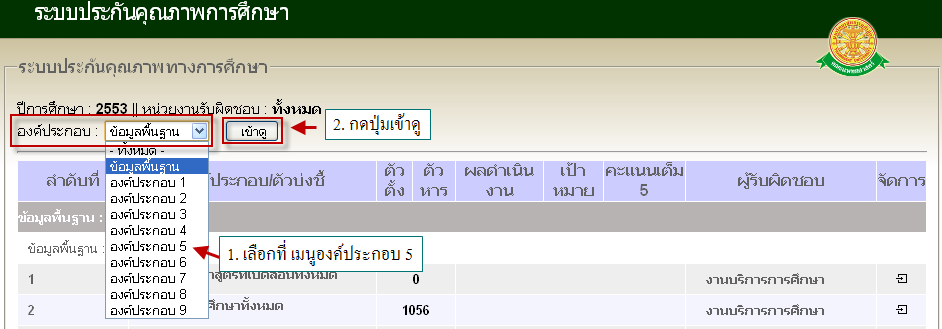 ระบบประกันคุณภาพการศึกษา
ระบบประกันคุณภาพทางการศึกษา
ปีการศึกษา : 2553 || หน่วยงานรับผิดชอบ : ทั้งหมด
องค์ประกอบ : ข้อมูลพื้นฐาน เข้าดู
2. กดปุ่มเข้าดู
- ทั้งหมด -
ข้อมูลพื้นฐาน
องค์ประกอบ 1
องค์ประกอบ 2
องค์ประกอบ 3
องค์ประกอบ 4
องค์ประกอบ 5
องค์ประกอบ 6
องค์ประกอบ 7
องค์ประกอบ 8
องค์ประกอบ 9
1. เลือกที่ เมนูองค์ประกอบ 5
ลำดับที่ ประกอบ/ตัวบ่งชี้ ตัวตั้ง ตัวหาร ผลดำเนินงาน เป้าหมาย คะแนนเต็ม 5 ผู้รับผิดชอบ จัดการ
ข้อมูลพื้นฐาน :
ข้อมูลพื้นฐาน :
1 สูตรที่เปิดสอนทั้งหมด 0 งานบริการการศึกษา
2 ศึกษาทั้งหมด 1056 งานบริการการศึกษา